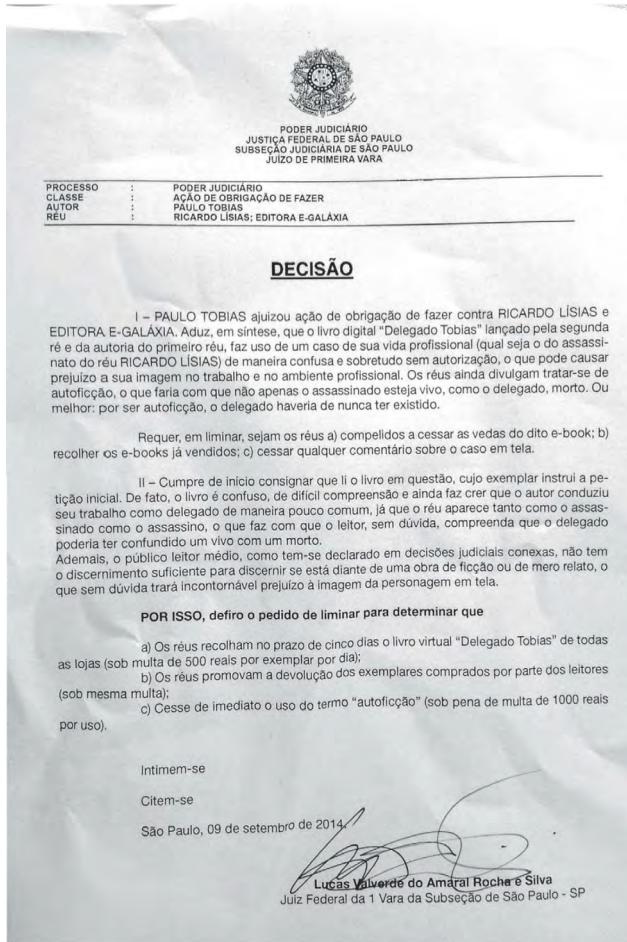 PODER JUDICIÁRIO
JUSTIÇA FEDERAL DE SÃO PAULO
SUBSEÇÃO JUDICIÁRIA DE SÃO PAULO
JUÍZO DE PRIMEIRA VARA
PROCESSO : PODER JUDICIÁRIO
CLASSE : AÇÃO DE OBRIGAÇÃO DE FAZER
AUTOR : PAULO TOBIAS
RÉU : RICARDO LÍSIAS; EDITORA E-GALÁXIA
DECISÃO
I – PAULO TOBIAS ajuizou ação de obrigação de fazer contra RICARDO LÍSIAS e
EDITORA E-GALÁXIA. Aduz, em síntese, que o livro digital “Delegado Tobias” lançado pela segunda
ré e da autoria do primeiro réu, faz uso de um caso de sua vida profissional (qual seja o do assassi-
nato do réu RICARDO LÍSIAS) de maneira confusa e sobretudo sem autorização, o que pode causar
prejuízo a sua imagem no trabalho e no ambiente profissional. Os réus ainda divulgam tratar-se de
autoficção, o que faria com que não apenas o assassinado esteja vivo, como o delegado, morto. Ou
melhor: por ser autoficção, o delegado haveria de nunca ter existido.
Requer, em liminar, sejam os réus a) compelidos a cessar as vedas do dito e-book; b)
recolher os e-books já vendidos; c) cessar qualquer comentário sobre o caso em tela.
II – Cumpre de início consignar que li o livro em questão, cujo exemplar instrui a pe-
tição inicial. De fato, o livro é confuso, de difícil compreensão e ainda faz crer que o autor conduziu
seu trabalho como delegado de maneira pouco comum, já que o réu aparece tanto como o assas-
sinado como o assassino, o que faz com que o leitor, sem dúvida, compreenda que o delegado
poderia ter confundido um vivo com um morto.
Ademais, o público leitor médio, como tem-se declarado em decisões judiciais conexas, não tem
o discernimento suficiente para discernir se está diante de uma obra de ficção ou de mero relato, o
que sem dúvida trará incontornável prejuízo à imagem da personagem em tela.
POR ISSO, defiro o pedido de liminar para determinar que
a) Os réus recolham no prazo de cinco dias o livro virtual “Delegado Tobias” de todas
as lojas (sob multa de 500 reais por exemplar por dia);
b) Os réus promovam a devolução dos exemplares comprados por parte dos leitores
(sob mesma multa);
c) Cesse de imediato o uso do termo “autoficção” (sob pena de multa de 1000 reais
por uso).
Intimem-se
Citem-se
São Paulo, 09 de setembro de 2014.
Lucas Valverde do Amaral Rocha e Silva
Juiz Federal da 1 Vara da Subseção de São Paulo - SP